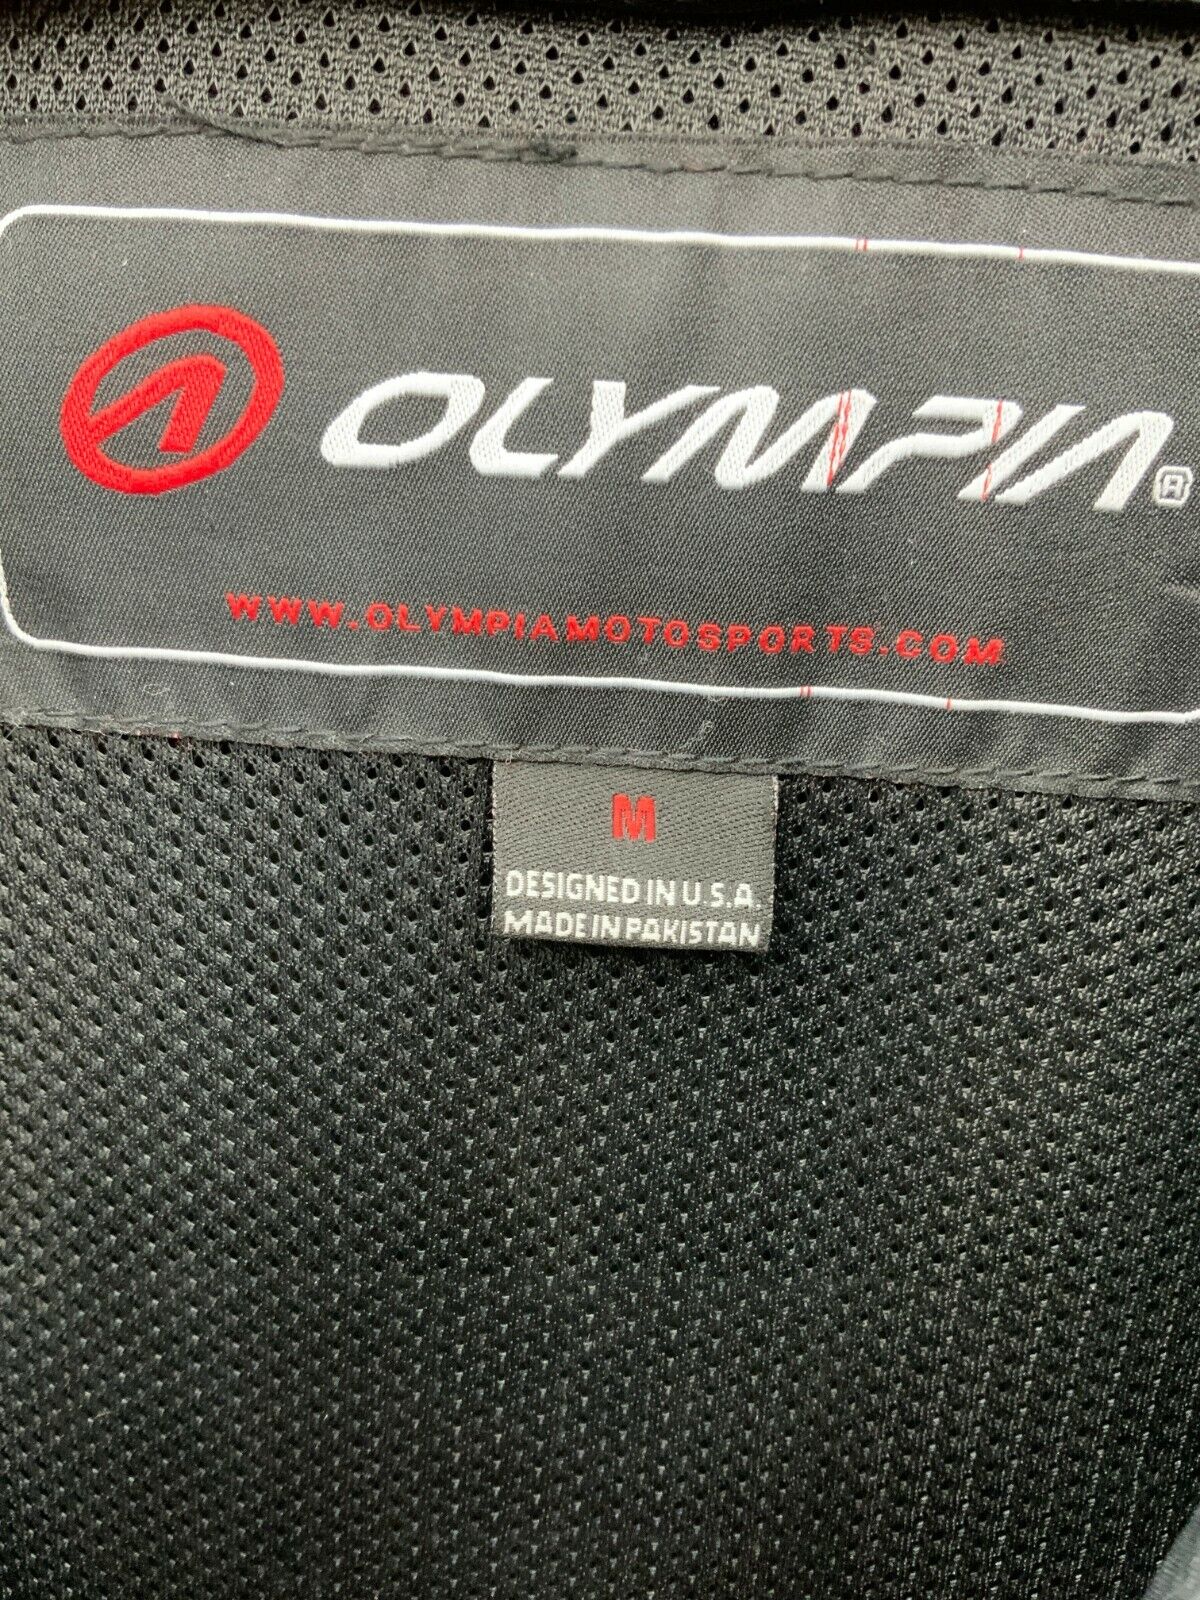 OLYMPIA®
WWW.OLYMPIAMOTOSPORTS.COM
M
DESIGNED IN U.S.A.
MADE IN PAKISTAN